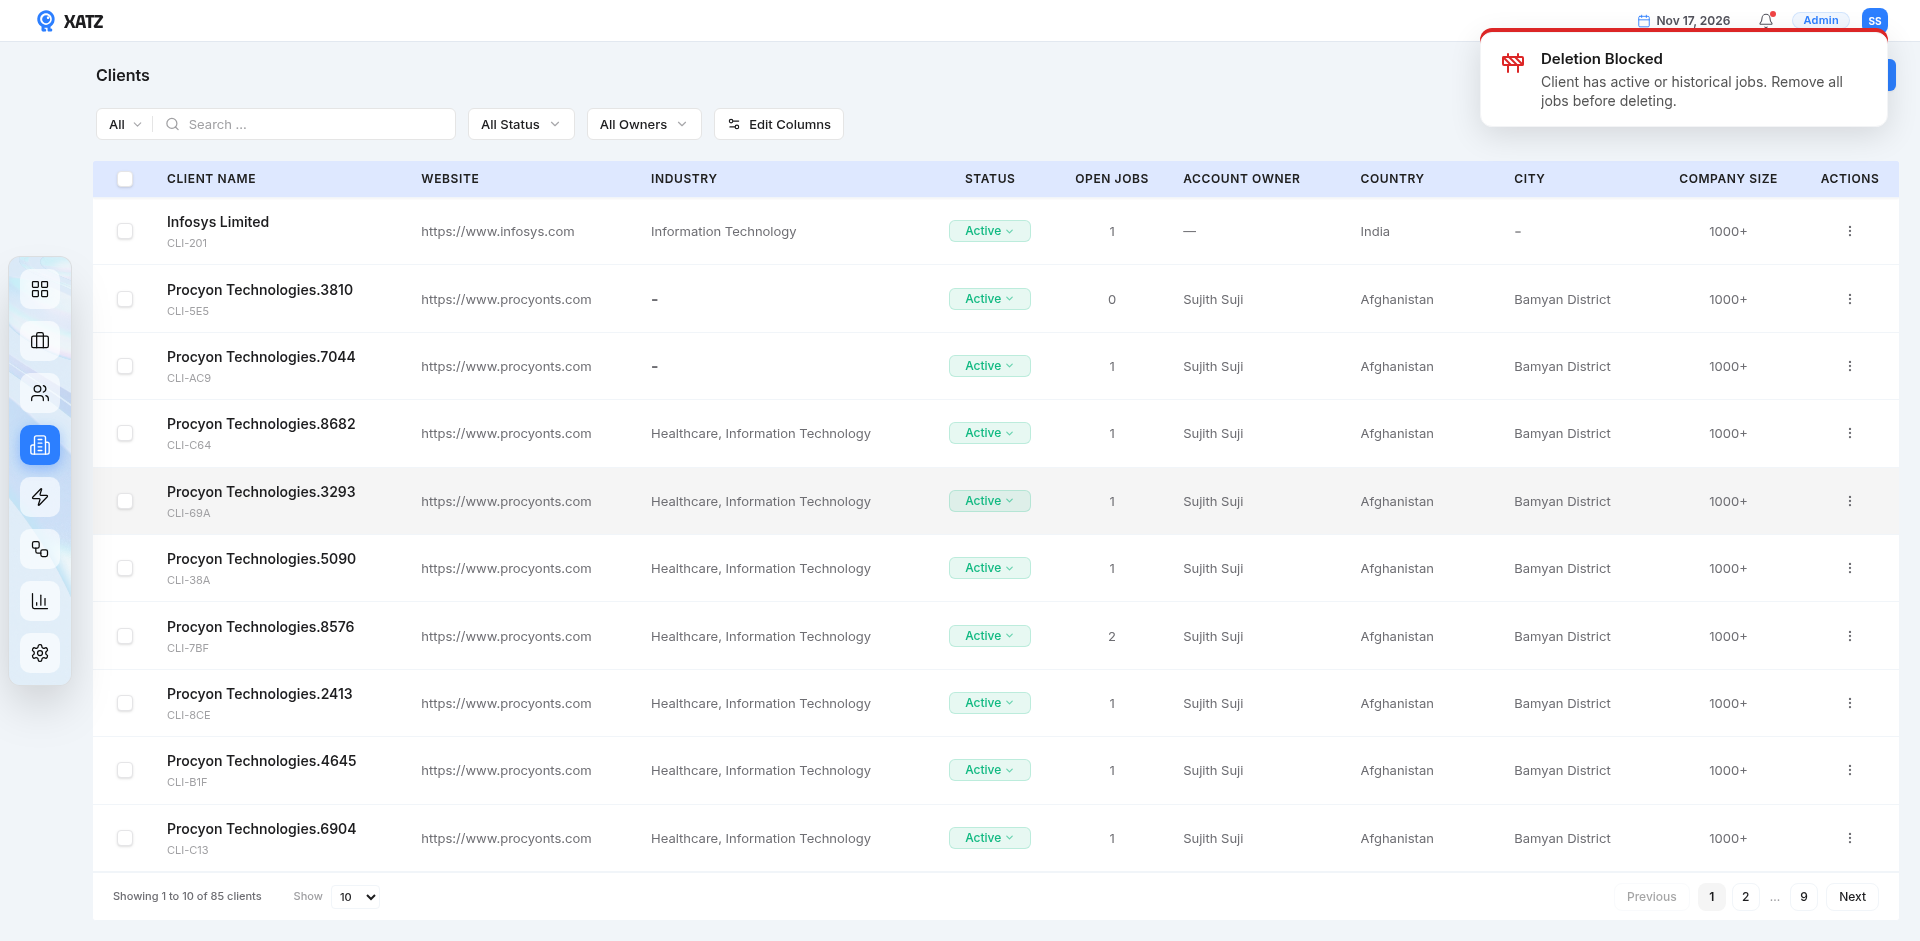 XATZ
Nov 17, 2026
Admin
SS
Deletion Blocked
Client has active or historical jobs. Remove all
jobs before deleting.
Clients
All
Search ...
All Status
All Owners
Edit Columns
CLIENT NAME WEBSITE INDUSTRY STATUS OPEN JOBS ACCOUNT OWNER COUNTRY CITY COMPANY SIZE ACTIONS
Infosys Limited
CLI-201
https://www.infosys.com Information Technology Active 1 — India - 1000+
Procyon Technologies.3810
CLI-5E5
https://www.procyonts.com - Active 0 Sujith Suji Afghanistan Bamyan District 1000+
Procyon Technologies.7044
CLI-AC9
https://www.procyonts.com - Active 1 Sujith Suji Afghanistan Bamyan District 1000+
Procyon Technologies.8682
CLI-C64
https://www.procyonts.com Healthcare, Information Technology Active 1 Sujith Suji Afghanistan Bamyan District 1000+
Procyon Technologies.3293
CLI-69A
https://www.procyonts.com Healthcare, Information Technology Active 1 Sujith Suji Afghanistan Bamyan District 1000+
Procyon Technologies.5090
CLI-38A
https://www.procyonts.com Healthcare, Information Technology Active 1 Sujith Suji Afghanistan Bamyan District 1000+
Procyon Technologies.8576
CLI-7BF
https://www.procyonts.com Healthcare, Information Technology Active 2 Sujith Suji Afghanistan Bamyan District 1000+
Procyon Technologies.2413
CLI-8CE
https://www.procyonts.com Healthcare, Information Technology Active 1 Sujith Suji Afghanistan Bamyan District 1000+
Procyon Technologies.4645
CLI-B1F
https://www.procyonts.com Healthcare, Information Technology Active 1 Sujith Suji Afghanistan Bamyan District 1000+
Procyon Technologies.6904
CLI-C13
https://www.procyonts.com Healthcare, Information Technology Active 1 Sujith Suji Afghanistan Bamyan District 1000+
Showing 1 to 10 of 85 clients Show 10 Previous 1 2 ... 9 Next